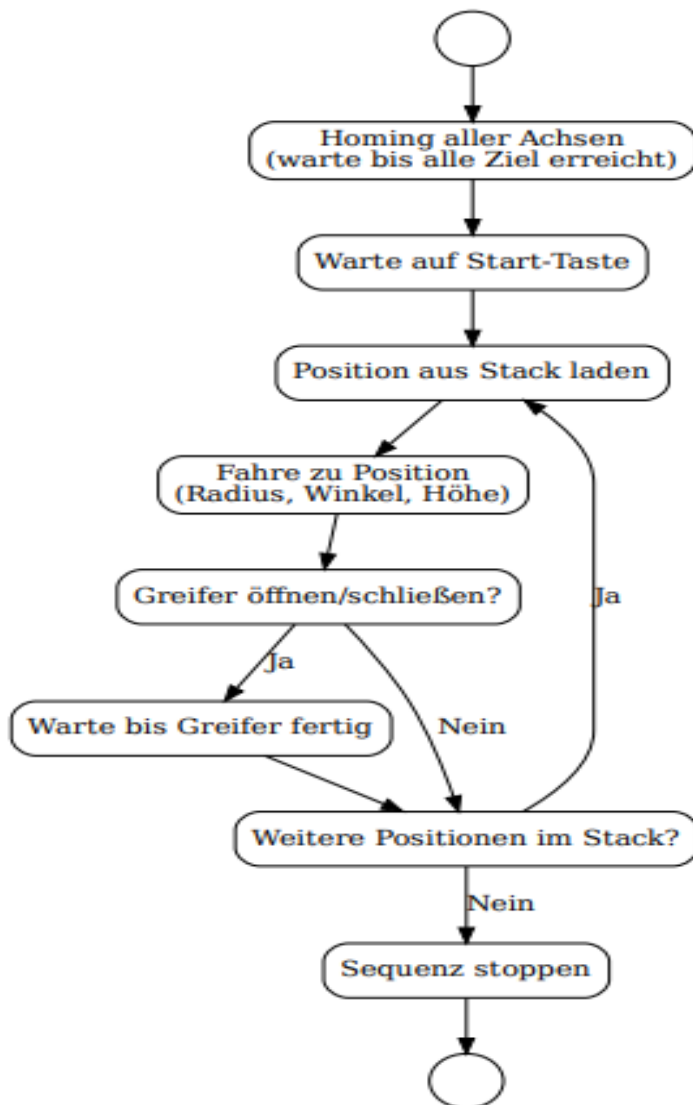 Homing aller Achsen
(warte bis alle Ziel erreicht)
Warte auf Start-Taste
Position aus Stack laden
Fahre zu Position
(Radius, Winkel, Höhe)
Greifer öffnen/schließen?
Ja
Ja
Warte bis Greifer fertig
Nein
Weitere Positionen im Stack?
Nein
Sequenz stoppen